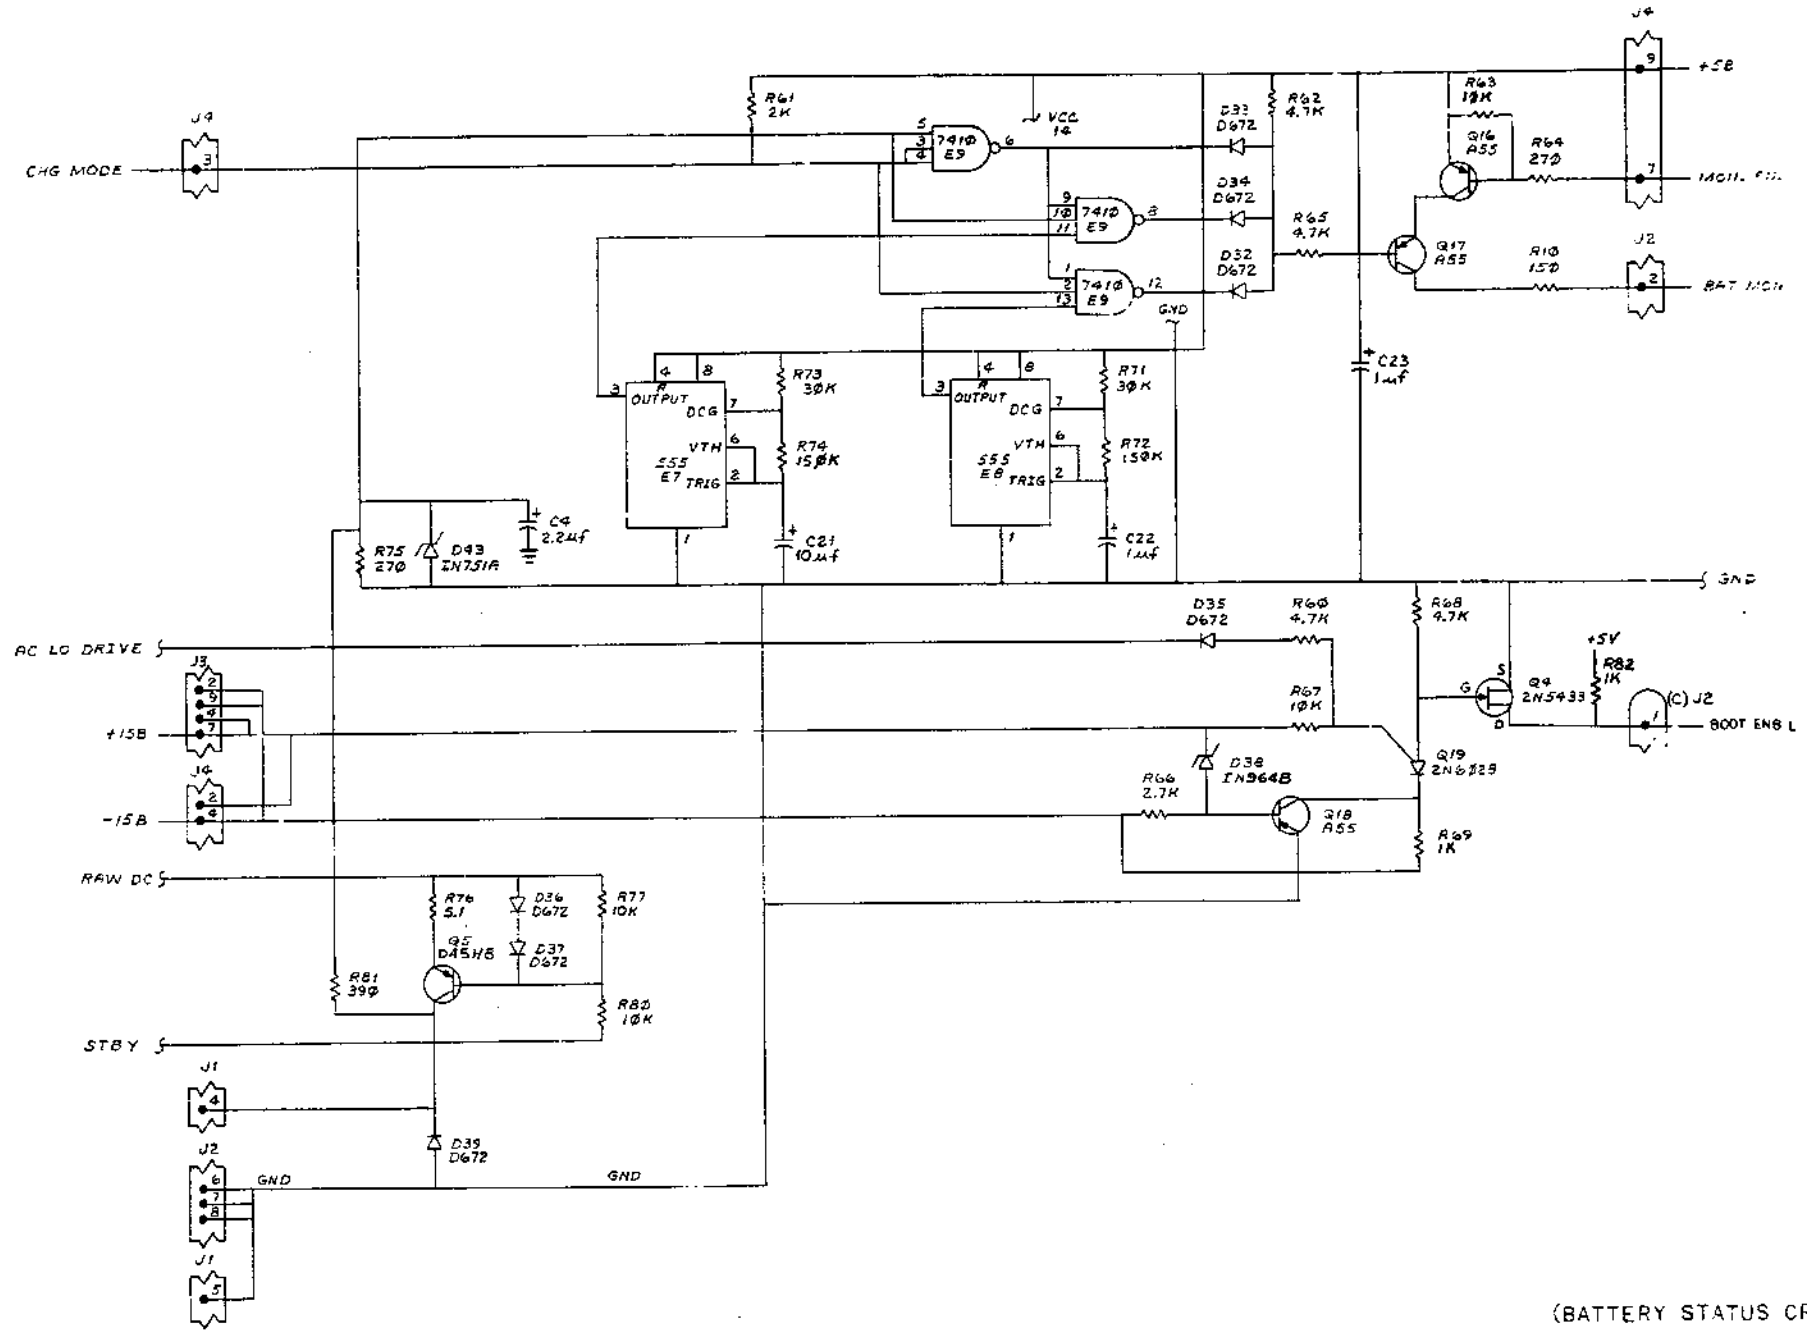 J4
9
+5B
R63
10K
R61
2K
VCC
14
D33
D672
R62
4.7K
Q16
A55
R64
270
7
J4
3
CHG MODE
5
3
4
7410
E9
6
D34
D672
9
10
11
7410
E9
8
R65
4.7K
D32
D672
Q17
A55
R10
150
J2
2
BAT MON
1
2
13
7410
E9
12
GND
C23
1µf
3
4
8
R
OUTPUT
DCG
7
R73
30K
VTH
6
R74
150K
555
E7
TRIG
2
1
C21
10µf
3
4
8
R
OUTPUT
DCG
7
R71
30K
VTH
6
R72
150K
555
E8
TRIG
2
1
C22
1µf
C4
2.2µf
R75
270
D43
IN751A
GND
AC LO DRIVE
D35
D672
R60
4.7K
R68
4.7K
+5V
R82
1K
J3
2
9
4
7
+15B
R67
10K
G
S
D
Q4
2N5433
(C) J2
1
BOOT ENB L
J4
2
4
-15B
D38
IN964B
R66
2.7K
Q19
2N6028
Q18
A55
R69
1K
RAW DC
R76
5.1
D36
D672
R77
10K
Q5
D45H8
D37
D672
R81
390
R80
10K
STBY
J1
4
D39
D672
J2
6
7
8
GND
GND
J1
5
(BATTERY STATUS CR